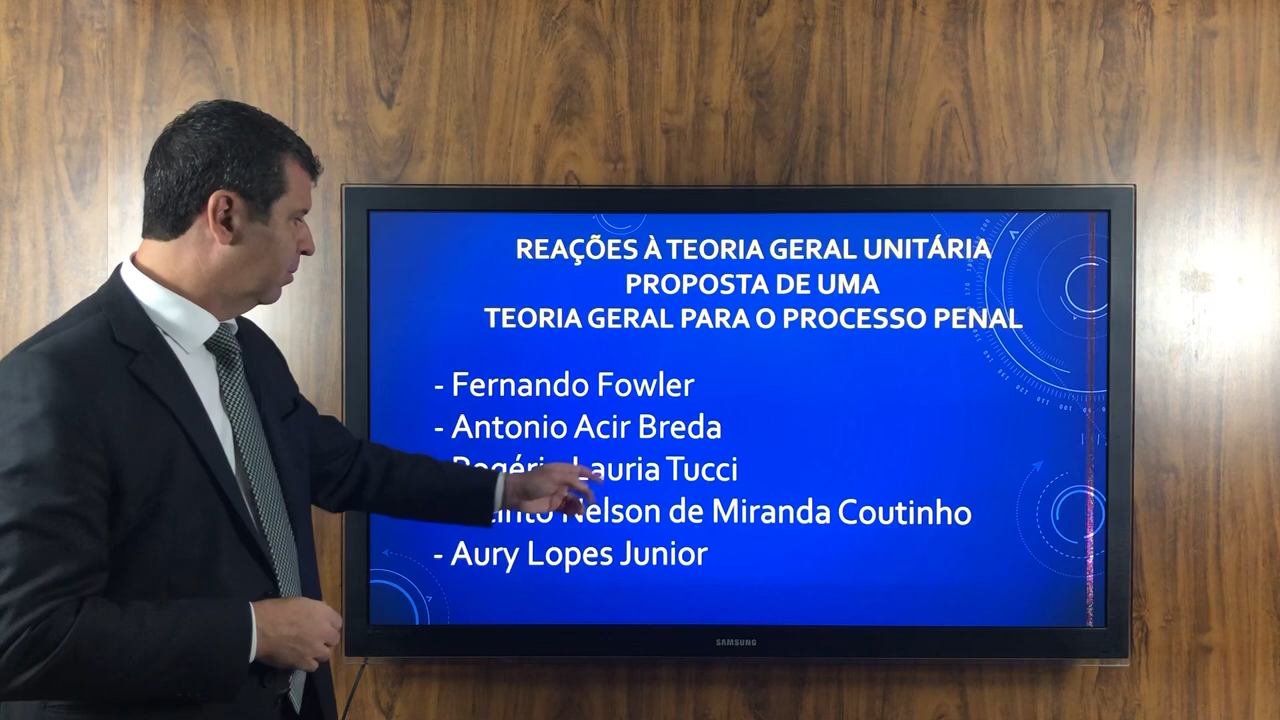 REAÇÕES À TEORIA GERAL UNITÁRIA
PROPOSTA DE UMA
TEORIA GERAL PARA O PROCESSO PENAL
- Fernando Fowler
- Antonio Acir Breda
Lauria Tucci
Nelson de Miranda Coutinho
- Aury Lopes Junior
SAMSUNG